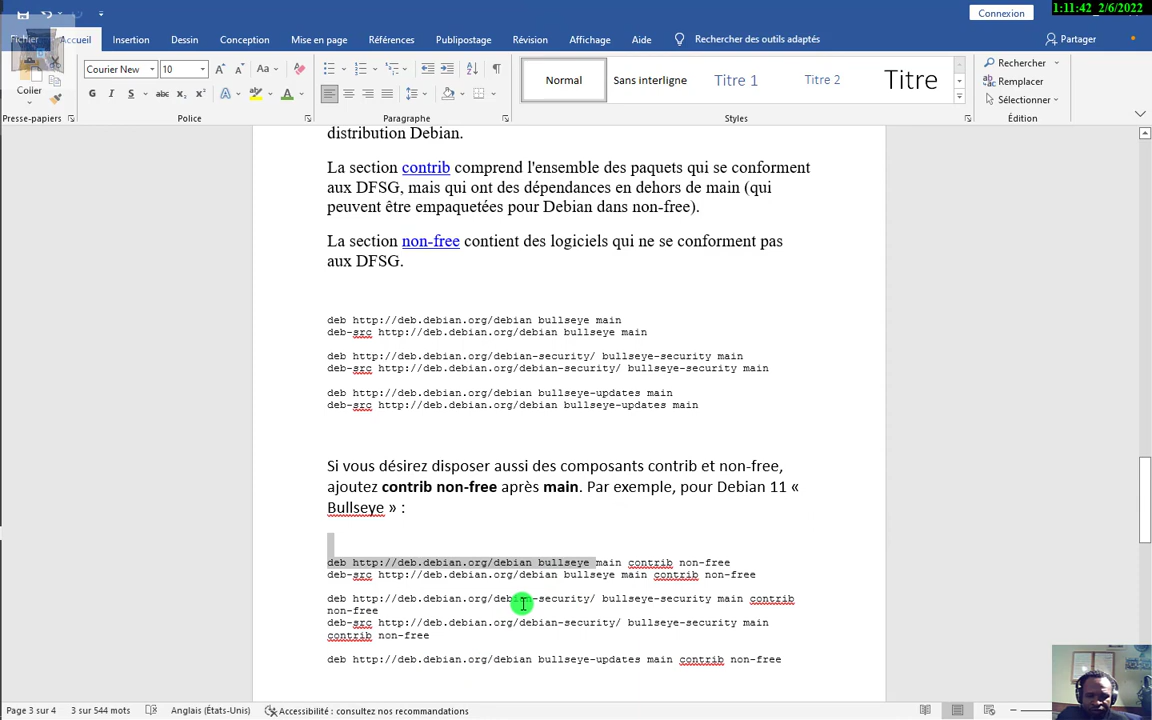 1:11:42 2/6/2022
Connexion
Fichier Accueil Insertion Dessin Conception Mise en page Références Publipostage Révision Affichage Aide Rechercher des outils adaptés Partager
Coller
Courier New 10
Aa
G I S abc x₂ x² A A
Normal Sans interligne Titre 1 Titre 2 Titre
Rechercher
Remplacer
Sélectionner
Presse-papiers Police Paragraphe Styles Édition
distribution Debian.
La section contrib comprend l'ensemble des paquets qui se conforment
aux DFSG, mais qui ont des dépendances en dehors de main (qui
peuvent être empaquetées pour Debian dans non-free).
La section non-free contient des logiciels qui ne se conforment pas
aux DFSG.
deb http://deb.debian.org/debian bullseye main
deb-src http://deb.debian.org/debian bullseye main
deb http://deb.debian.org/debian-security/ bullseye-security main
deb-src http://deb.debian.org/debian-security/ bullseye-security main
deb http://deb.debian.org/debian bullseye-updates main
deb-src http://deb.debian.org/debian bullseye-updates main
Si vous désirez disposer aussi des composants contrib et non-free,
ajoutez contrib non-free après main. Par exemple, pour Debian 11 «
Bullseye » :
deb http://deb.debian.org/debian bullseye main contrib non-free
deb-src http://deb.debian.org/debian bullseye main contrib non-free
deb http://deb.debian.org/debian-security/ bullseye-security main contrib
non-free
deb-src http://deb.debian.org/debian-security/ bullseye-security main
contrib non-free
deb http://deb.debian.org/debian bullseye-updates main contrib non-free
Page 3 sur 4 3 sur 544 mots Anglais (États-Unis) Accessibilité : consultez nos recommandations